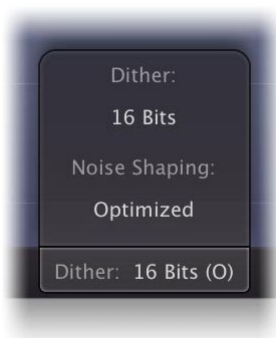 Dither:
16 Bits
Noise Shaping:
Optimized
Dither: 16 Bits (O)